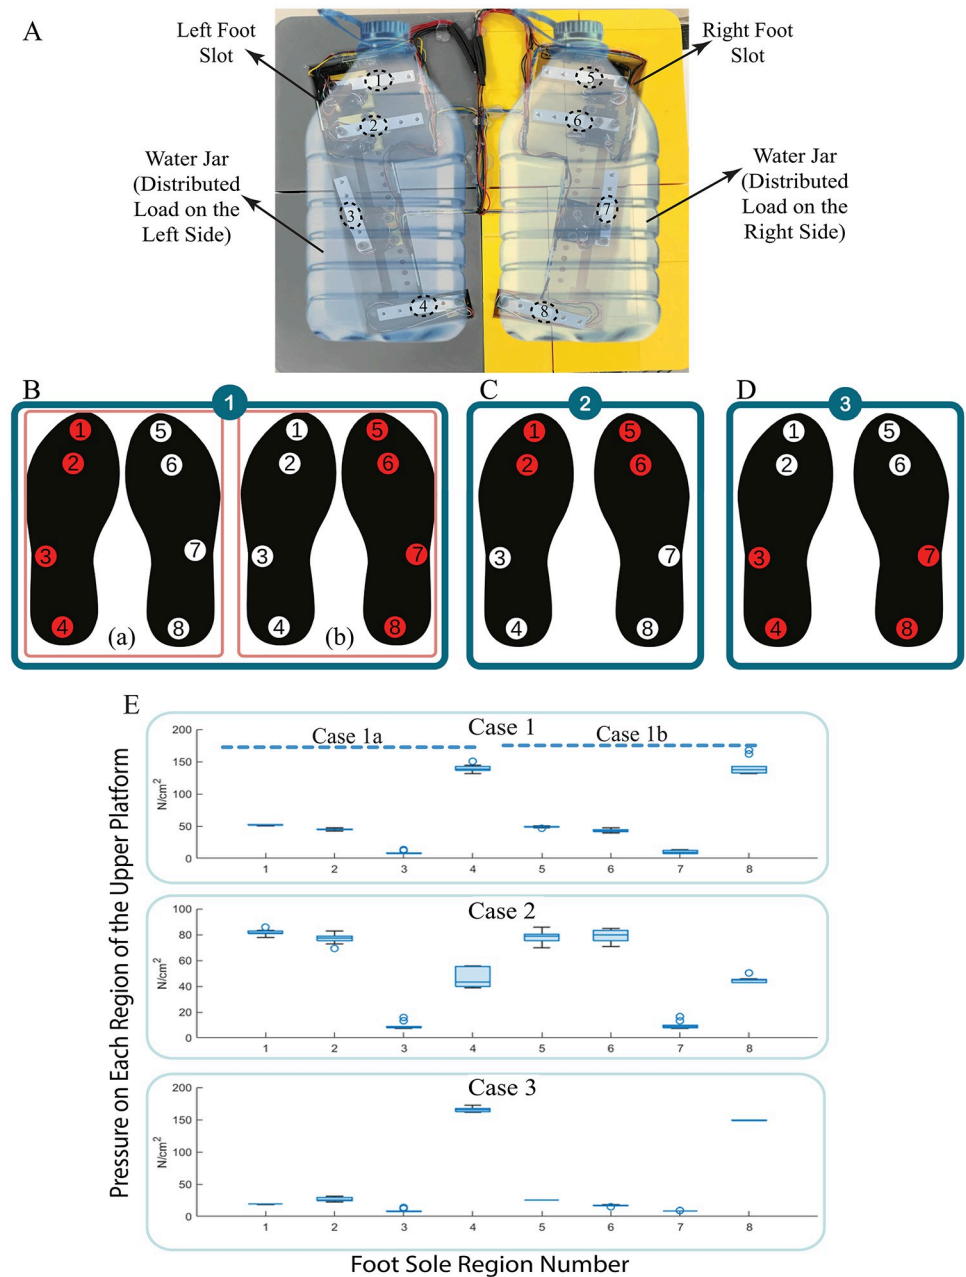 A
Left Foot
Slot
Right Foot
Slot
1
5
2
6
Water Jar
(Distributed
Load on the
Left Side)
Water Jar
(Distributed
Load on the
Right Side)
3
7
4
8
B
1
C
2
D
3
1
5
2
6
3
7
4
8
(a)
1
5
2
6
3
7
4
8
(b)
1
5
2
6
3
7
4
8
1
5
2
6
3
7
4
8
E
Pressure on Each Region of the Upper Platform
Case 1
Case 1a
Case 1b
N/cm²
200
150
100
50
0
1 2 3 4 5 6 7 8
Case 2
N/cm²
100
80
60
40
20
0
1 2 3 4 5 6 7 8
Case 3
N/cm²
200
150
100
50
0
1 2 3 4 5 6 7 8
Foot Sole Region Number